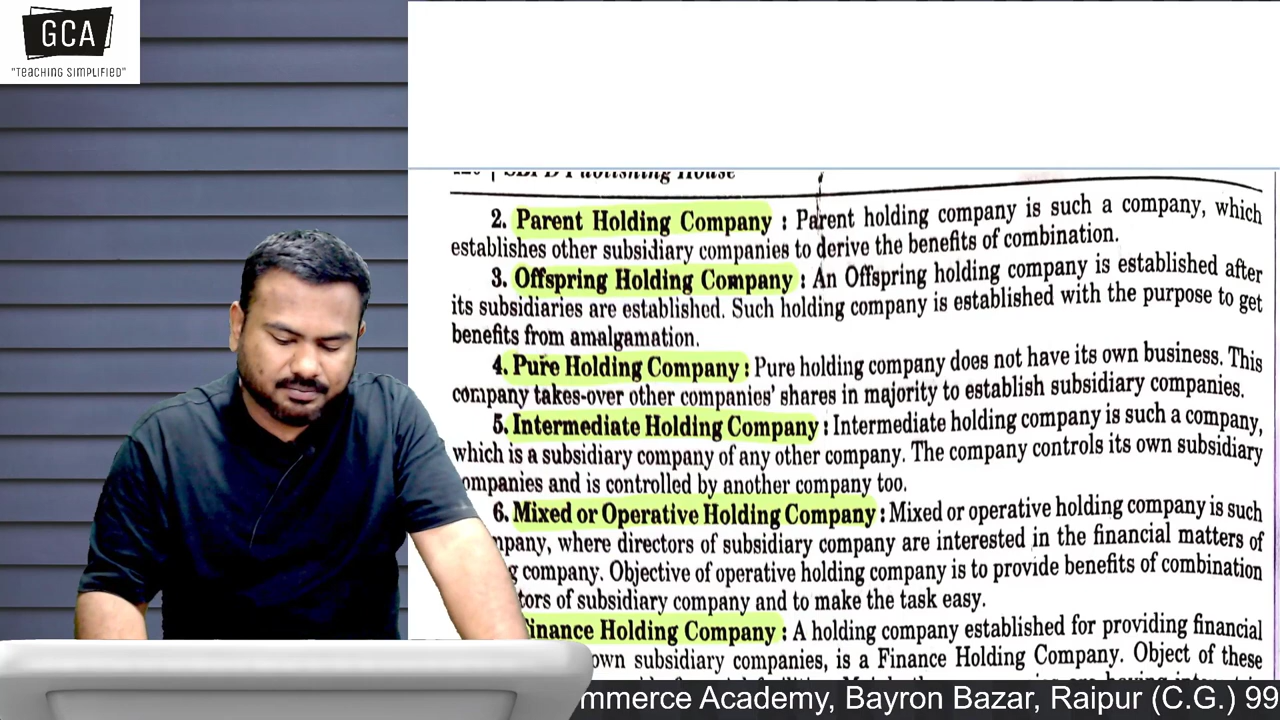 GCA
"Teaching Simplified"
Publishing House
2. Parent Holding Company : Parent holding company is such a company, which
establishes other subsidiary companies to derive the benefits of combination.
3. Offspring Holding Company : An Offspring holding company is established after
its subsidiaries are established. Such holding company is established with the purpose to get
benefits from amalgamation.
4. Pure Holding Company : Pure holding company does not have its own business. This
company takes-over other companies' shares in majority to establish subsidiary companies.
5. Intermediate Holding Company : Intermediate holding company is such a company,
which is a subsidiary company of any other company. The company controls its own subsidiary
ompanies and is controlled by another company too.
6. Mixed or Operative Holding Company : Mixed or operative holding company is such
mpany, where directors of subsidiary company are interested in the financial matters of
g company. Objective of operative holding company is to provide benefits of combination
tors of subsidiary company and to make the task easy.
Finance Holding Company : A holding company established for providing financial
own subsidiary companies, is a Finance Holding Company. Object of these
mmerce Academy, Bayron Bazar, Raipur (C.G.) 99